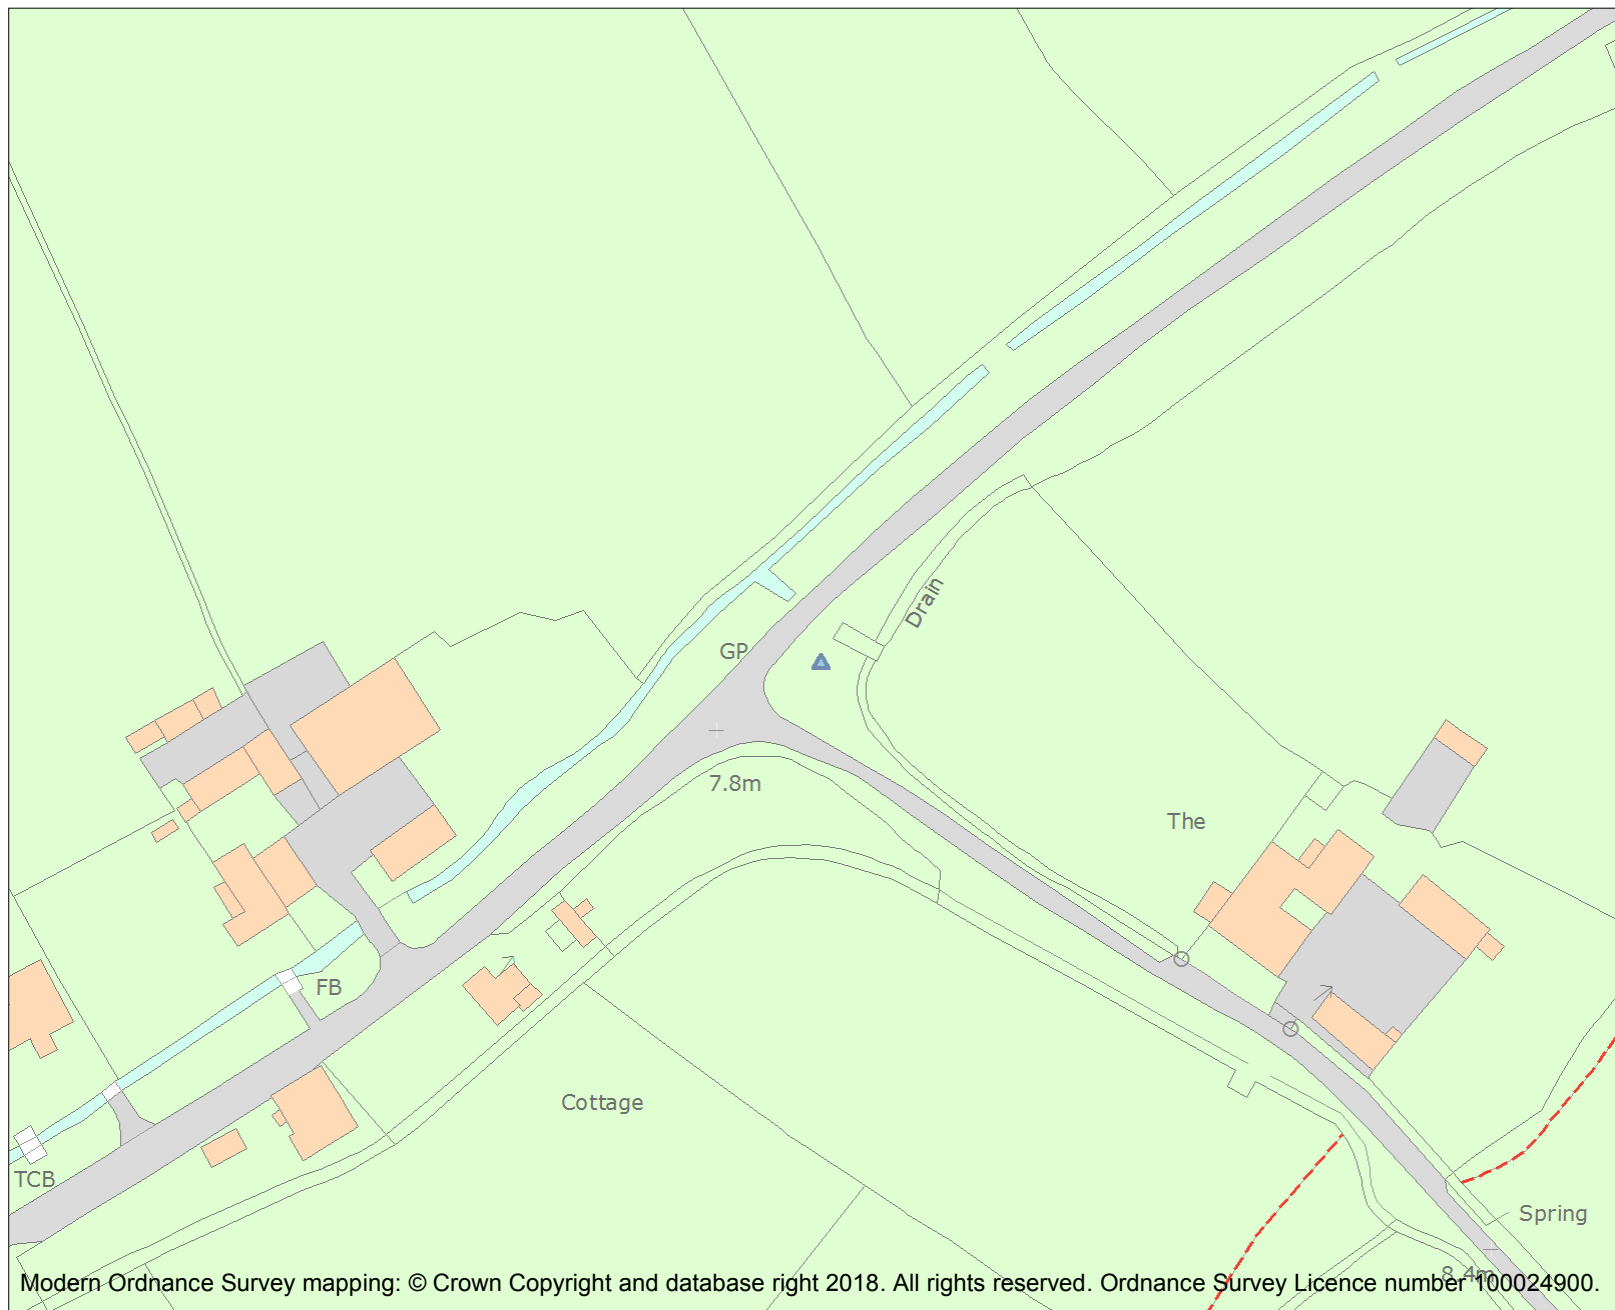 Drain
GP
7.8m
The
FB
Cottage
TCB
Spring
8.4m
Modern Ordnance Survey mapping: © Crown Copyright and database right 2018. All rights reserved. Ordnance Survey Licence number 100024900.